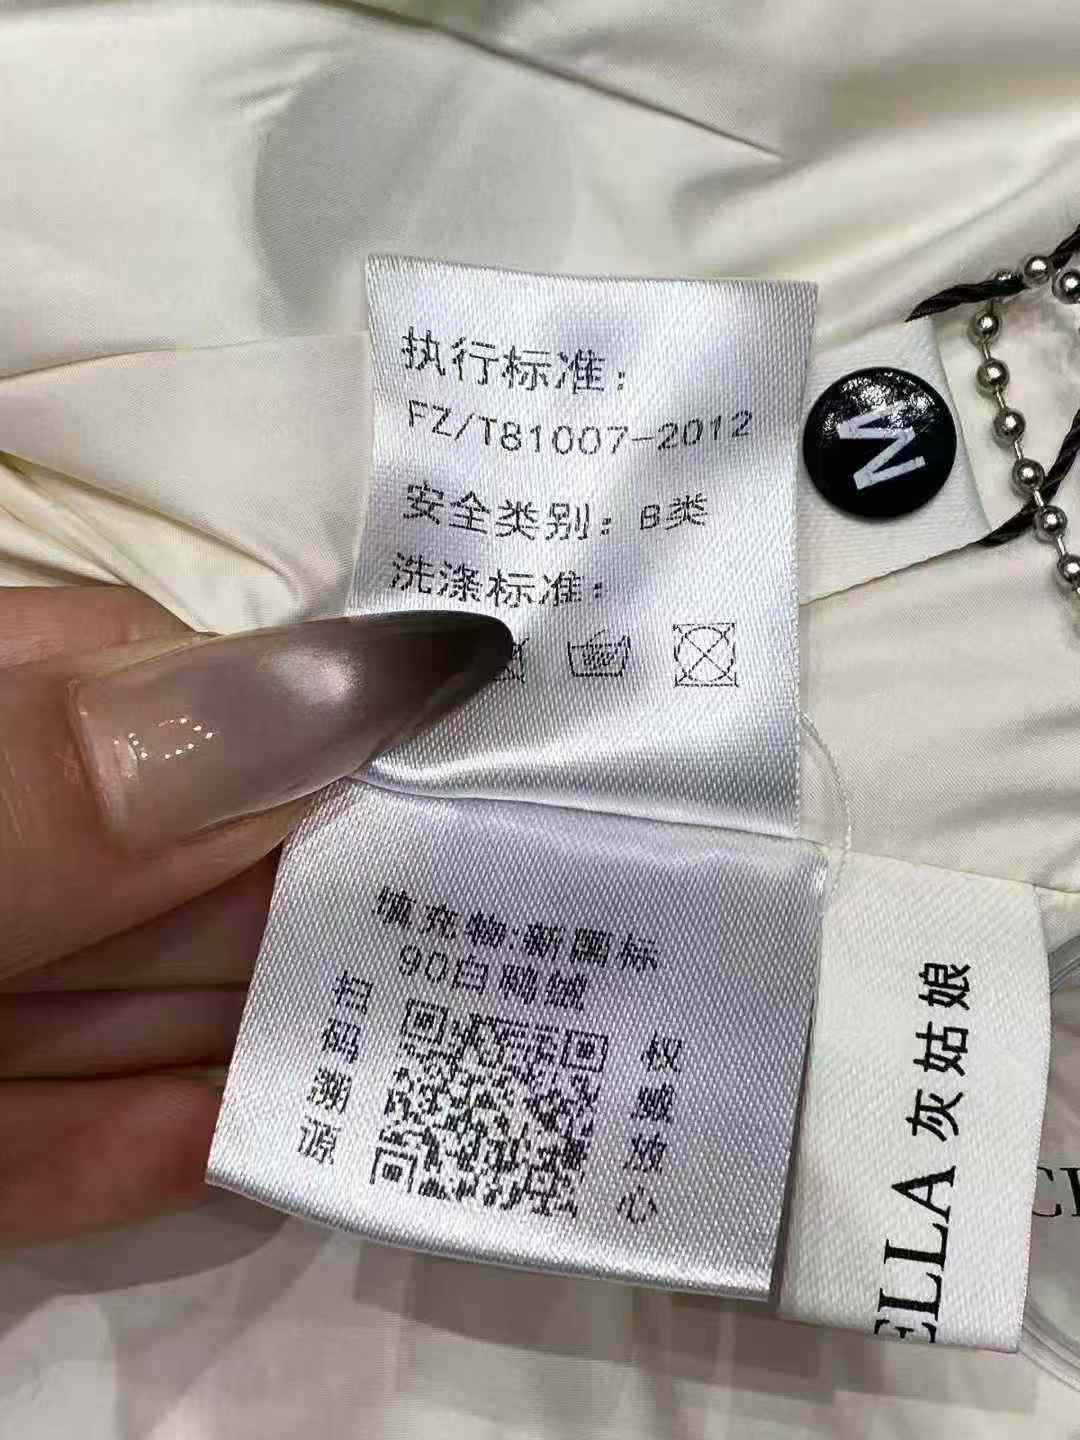 执行标准：
FZ/T81007-2012
安全类别：B类
洗涤标准：
M
填充物:新国标
90白鸭绒
扫码溯源
放心
ELLA 灰姑娘